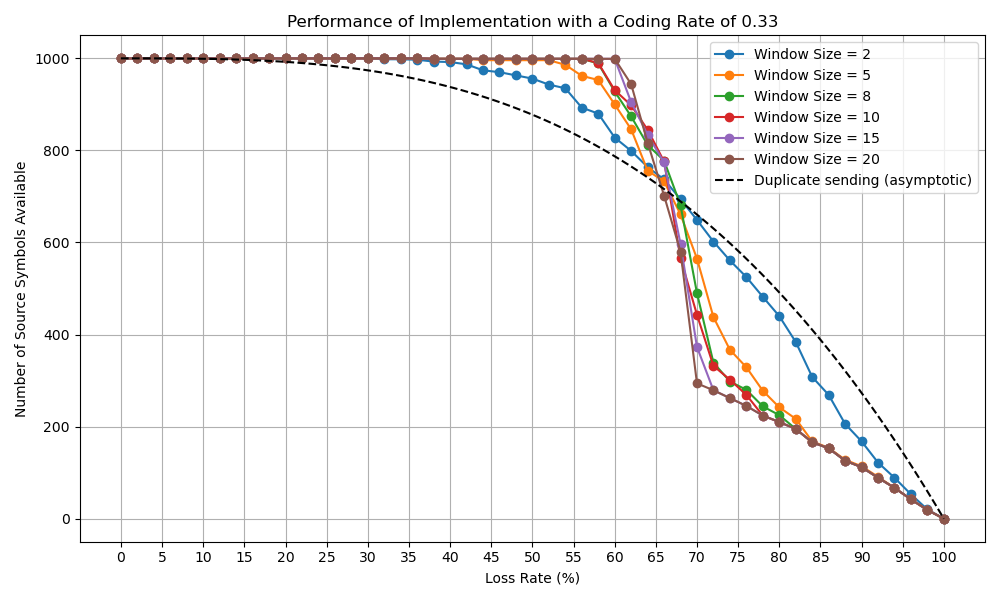 Performance of Implementation with a Coding Rate of 0.33
Number of Source Symbols Available
1000
800
600
400
200
0
Window Size = 2
Window Size = 5
Window Size = 8
Window Size = 10
Window Size = 15
Window Size = 20
Duplicate sending (asymptotic)
0 5 10 15 20 25 30 35 40 45 50 55 60 65 70 75 80 85 90 95 100
Loss Rate (%)